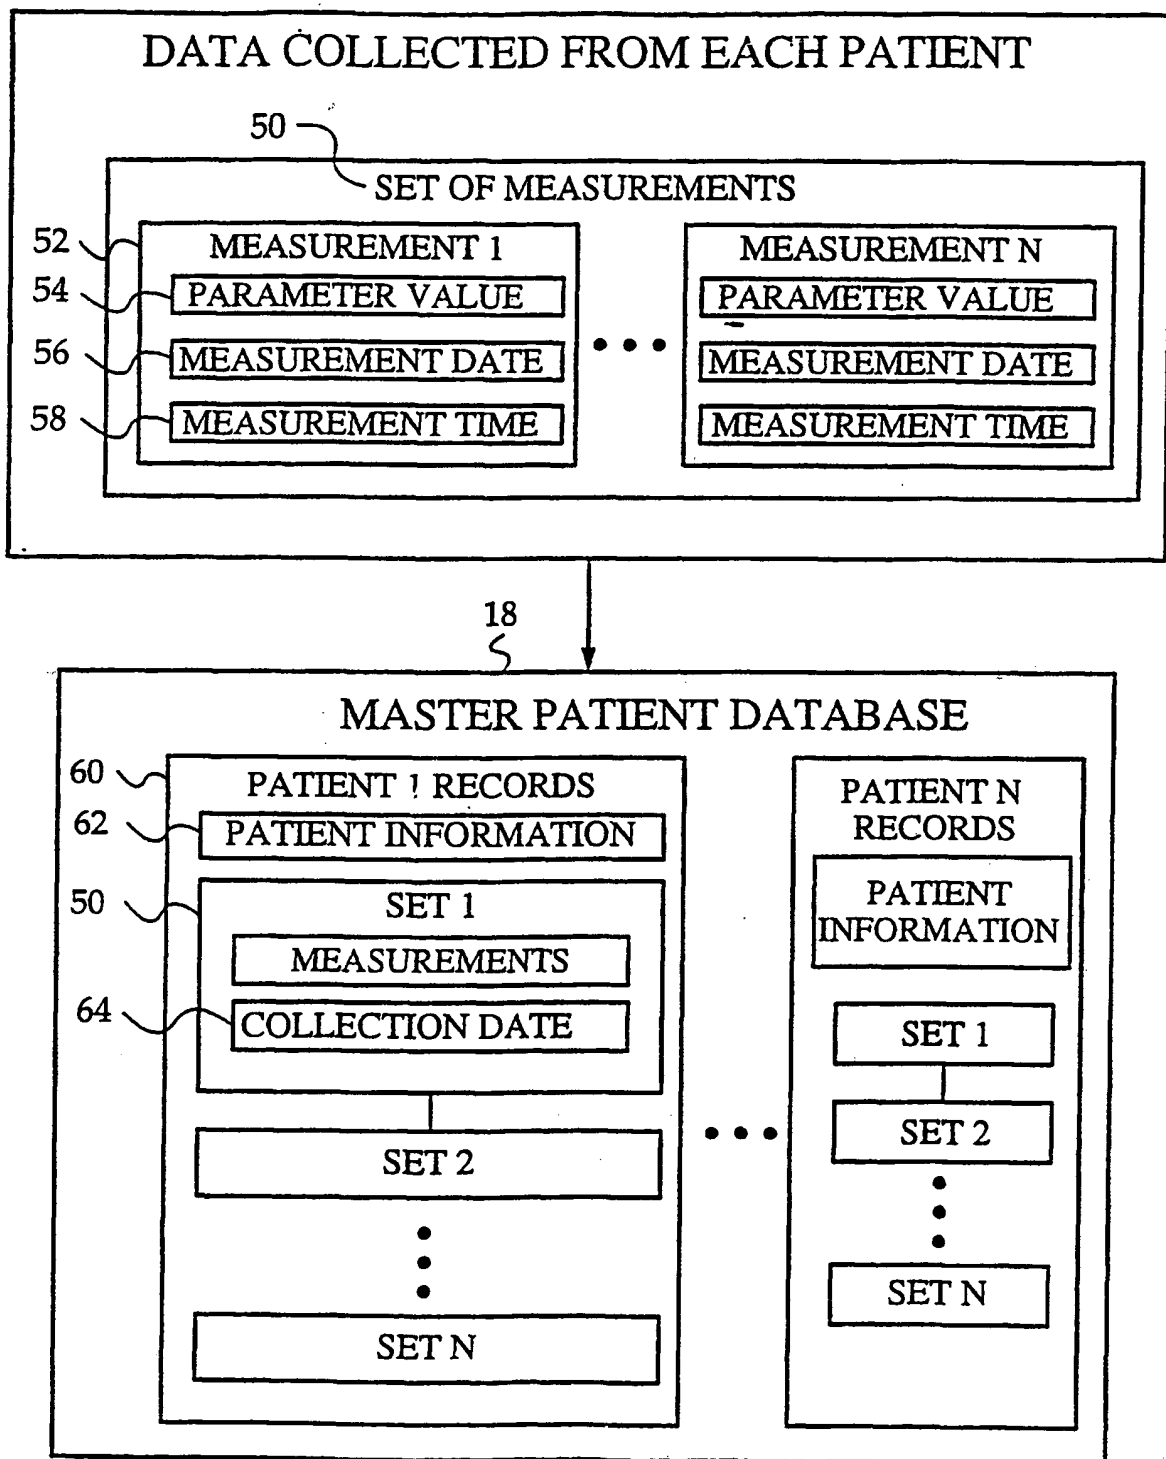 DATA COLLECTED FROM EACH PATIENT
50
SET OF MEASUREMENTS
52
MEASUREMENT 1
54
PARAMETER VALUE
56
MEASUREMENT DATE
58
MEASUREMENT TIME
MEASUREMENT N
PARAMETER VALUE
MEASUREMENT DATE
MEASUREMENT TIME
18
MASTER PATIENT DATABASE
60
PATIENT 1 RECORDS
62
PATIENT INFORMATION
50
SET 1
MEASUREMENTS
64
COLLECTION DATE
SET 2
SET N
PATIENT N
RECORDS
PATIENT
INFORMATION
SET 1
SET 2
SET N